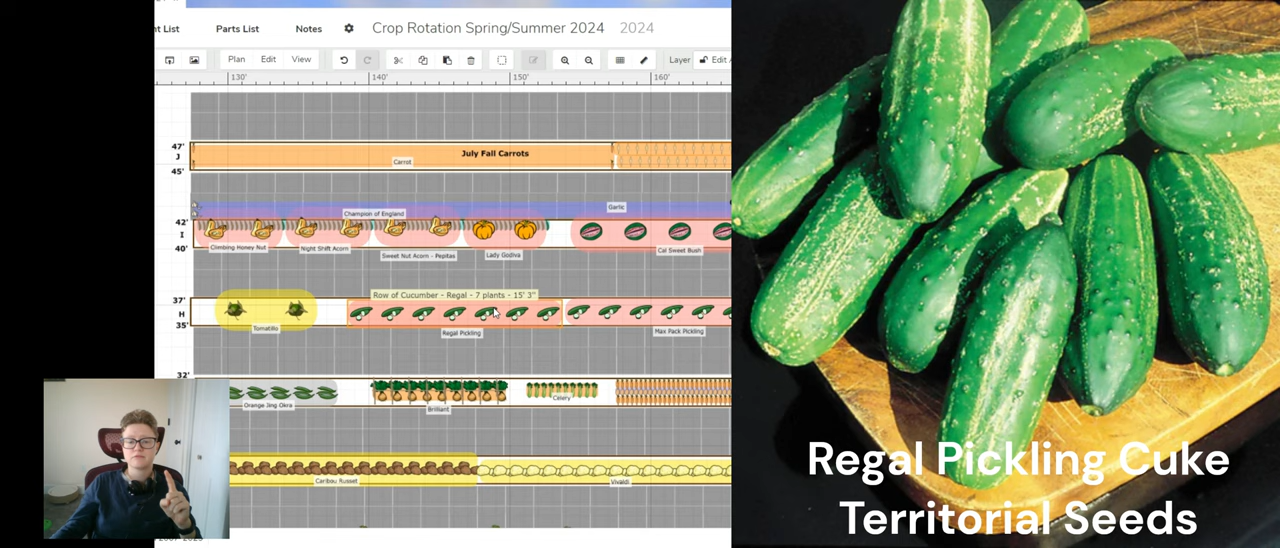 nt List
Parts List
Notes
Crop Rotation Spring/Summer 2024
2024
Plan
Edit
View
Layer
Edit
130'
140'
150'
160'
47'
J
45'
July Fall Carrots
Carrot
Garlic
Champion of England
42'
I
40'
Climbing Honey Nut
Night Shift Acorn
Sweet Nut Acorn - Pepitas
Lady Godiva
Cal Sweet Bush
Row of Cucumber - Regal - 7 plants - 15' 3"
37'
H
35'
Tomatillo
Regal Pickling
Max Pack Pickling
32'
Orange Jing Okra
Brilliant
Celery
Caribou Russet
Vivaldi
Regal Pickling Cuke
Territorial Seeds